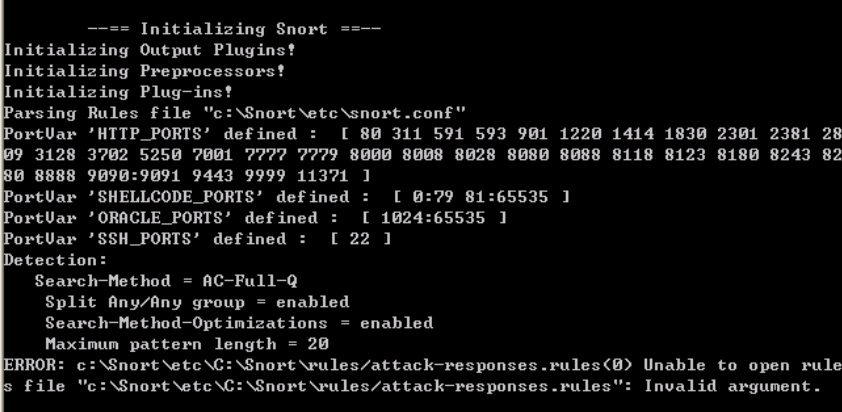 --== Initializing Snort ==--
Initializing Output Plugins!
Initializing Preprocessors!
Initializing Plug-ins!
Parsing Rules file "c:\Snort\etc\snort.conf"
PortVar 'HTTP_PORTS' defined :  [ 80 311 591 593 901 1220 1414 1830 2301 2381 28
09 3128 3702 5250 7001 7777 7779 8000 8008 8028 8080 8088 8118 8123 8180 8243 82
80 8888 9090:9091 9443 9999 11371 ]
PortVar 'SHELLCODE_PORTS' defined :  [ 0:79 81:65535 ]
PortVar 'ORACLE_PORTS' defined :  [ 1024:65535 ]
PortVar 'SSH_PORTS' defined :  [ 22 ]
Detection:
Search-Method = AC-Full-Q
Split Any/Any group = enabled
Search-Method-Optimizations = enabled
Maximum pattern length = 20
ERROR: c:\Snort\etc\C:\Snort\rules/attack-responses.rules(0) Unable to open rule
s file "c:\Snort\etc\C:\Snort\rules/attack-responses.rules": Invalid argument.